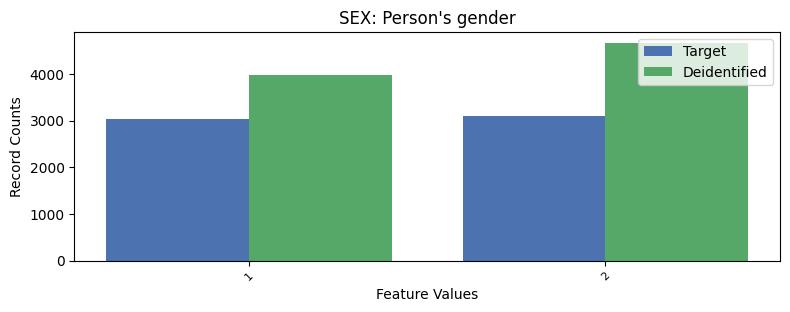 SEX: Person's gender
Target
Deidentified
4000
3000
2000
1000
0
Record Counts
1
2
Feature Values